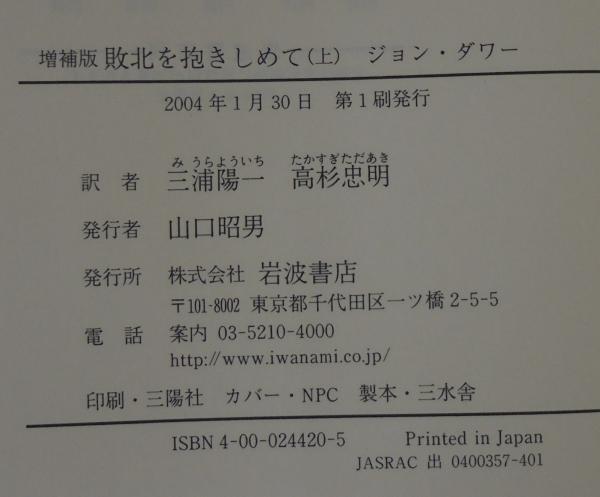 増補版 敗北を抱きしめて(上) ジョン・ダワー
2004年1月30日 第1刷発行
みうらよういち たかすぎただあき
訳者 三浦陽一 高杉忠明
発行者 山口昭男
発行所 株式会社 岩波書店
〒101-8002 東京都千代田区一ツ橋2-5-5
電話 案内 03-5210-4000
http://www.iwanami.co.jp/
印刷・三陽社 カバー・NPC 製本・三水舎
ISBN 4-00-024420-5 Printed in Japan
JASRAC 出 0400357-401